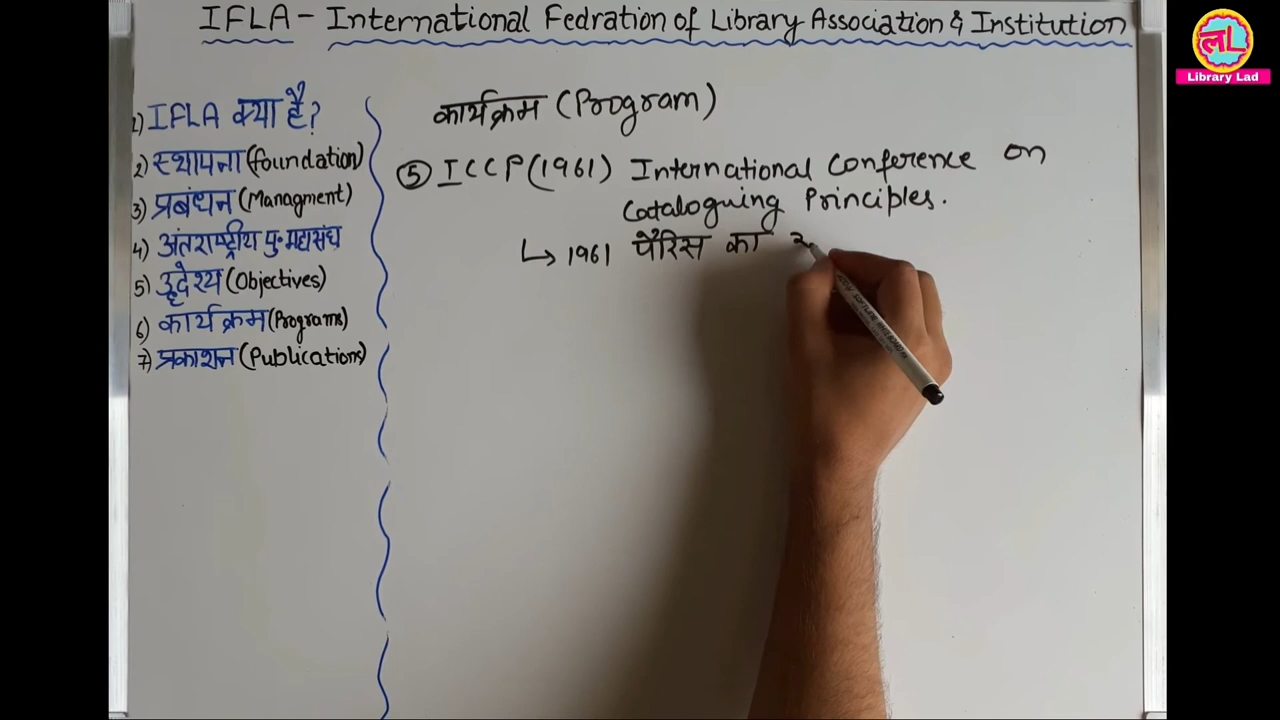 IFLA - International Fedration of Library Association & Institution
लL
Library Lad
1) IFLA क्या है?
2) स्थापना (foundation)
3) प्रबंधन (Managment)
4) अंतराष्ट्रीय पु॰ महासंघ
5) उद्देश्य (Objectives)
6) कार्यक्रम (Programs)
7) प्रकाशन (Publications)
कार्यक्रम (Program)
⑤ ICCP (1961) International Conference on
Cataloguing Principles.
↳ 1961 पेरिस का